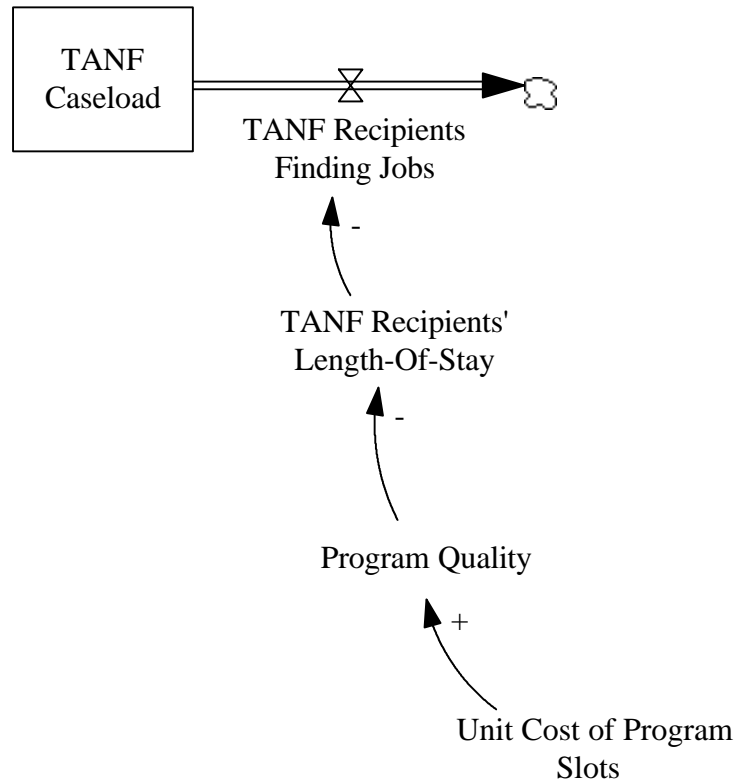 TANF
Caseload
TANF Recipients
Finding Jobs
-
TANF Recipients'
Length-Of-Stay
-
Program Quality
+
Unit Cost of Program
Slots